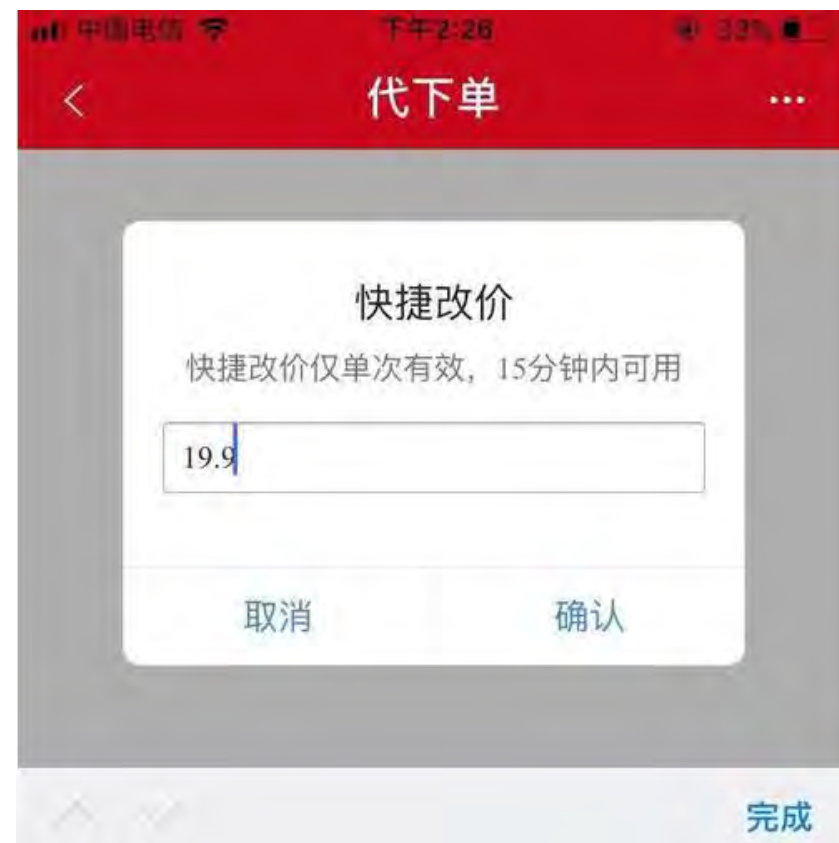 中国电信 下午2:26 33%
代下单
快捷改价
快捷改价仅单次有效，15分钟内可用
19.9
取消 确认
完成